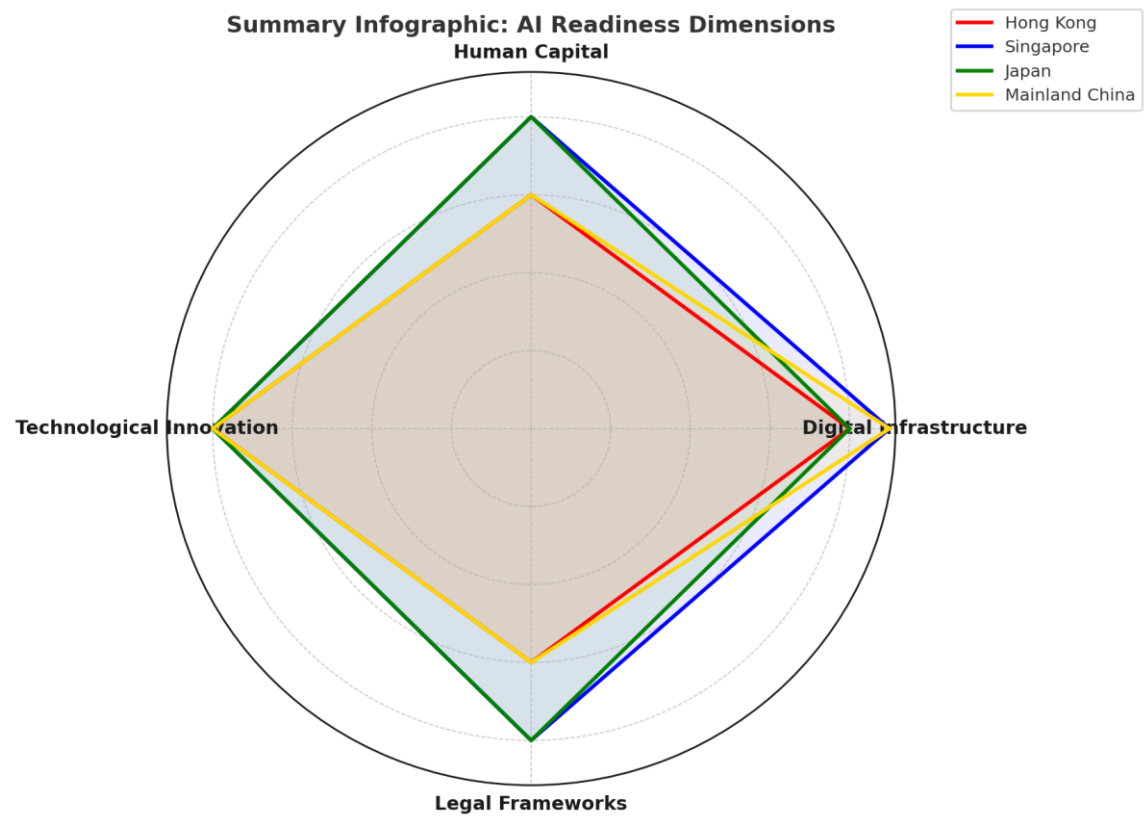 Summary Infographic: AI Readiness Dimensions
Human Capital
Hong Kong
Singapore
Japan
Mainland China
Technological Innovation
Digital Infrastructure
Legal Frameworks